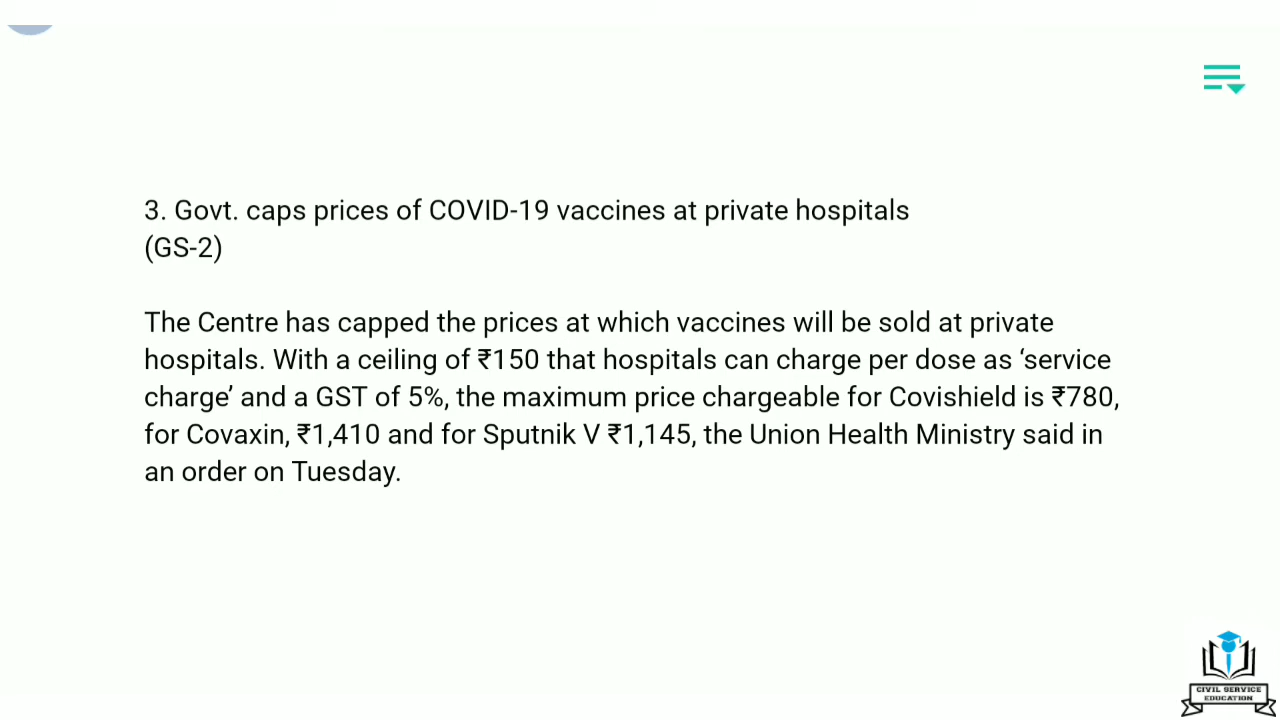 3. Govt. caps prices of COVID-19 vaccines at private hospitals
(GS-2)
The Centre has capped the prices at which vaccines will be sold at private
hospitals. With a ceiling of ₹150 that hospitals can charge per dose as ‘service
charge’ and a GST of 5%, the maximum price chargeable for Covishield is ₹780,
for Covaxin, ₹1,410 and for Sputnik V ₹1,145, the Union Health Ministry said in
an order on Tuesday.
CIVIL SERVICE
EDUCATION